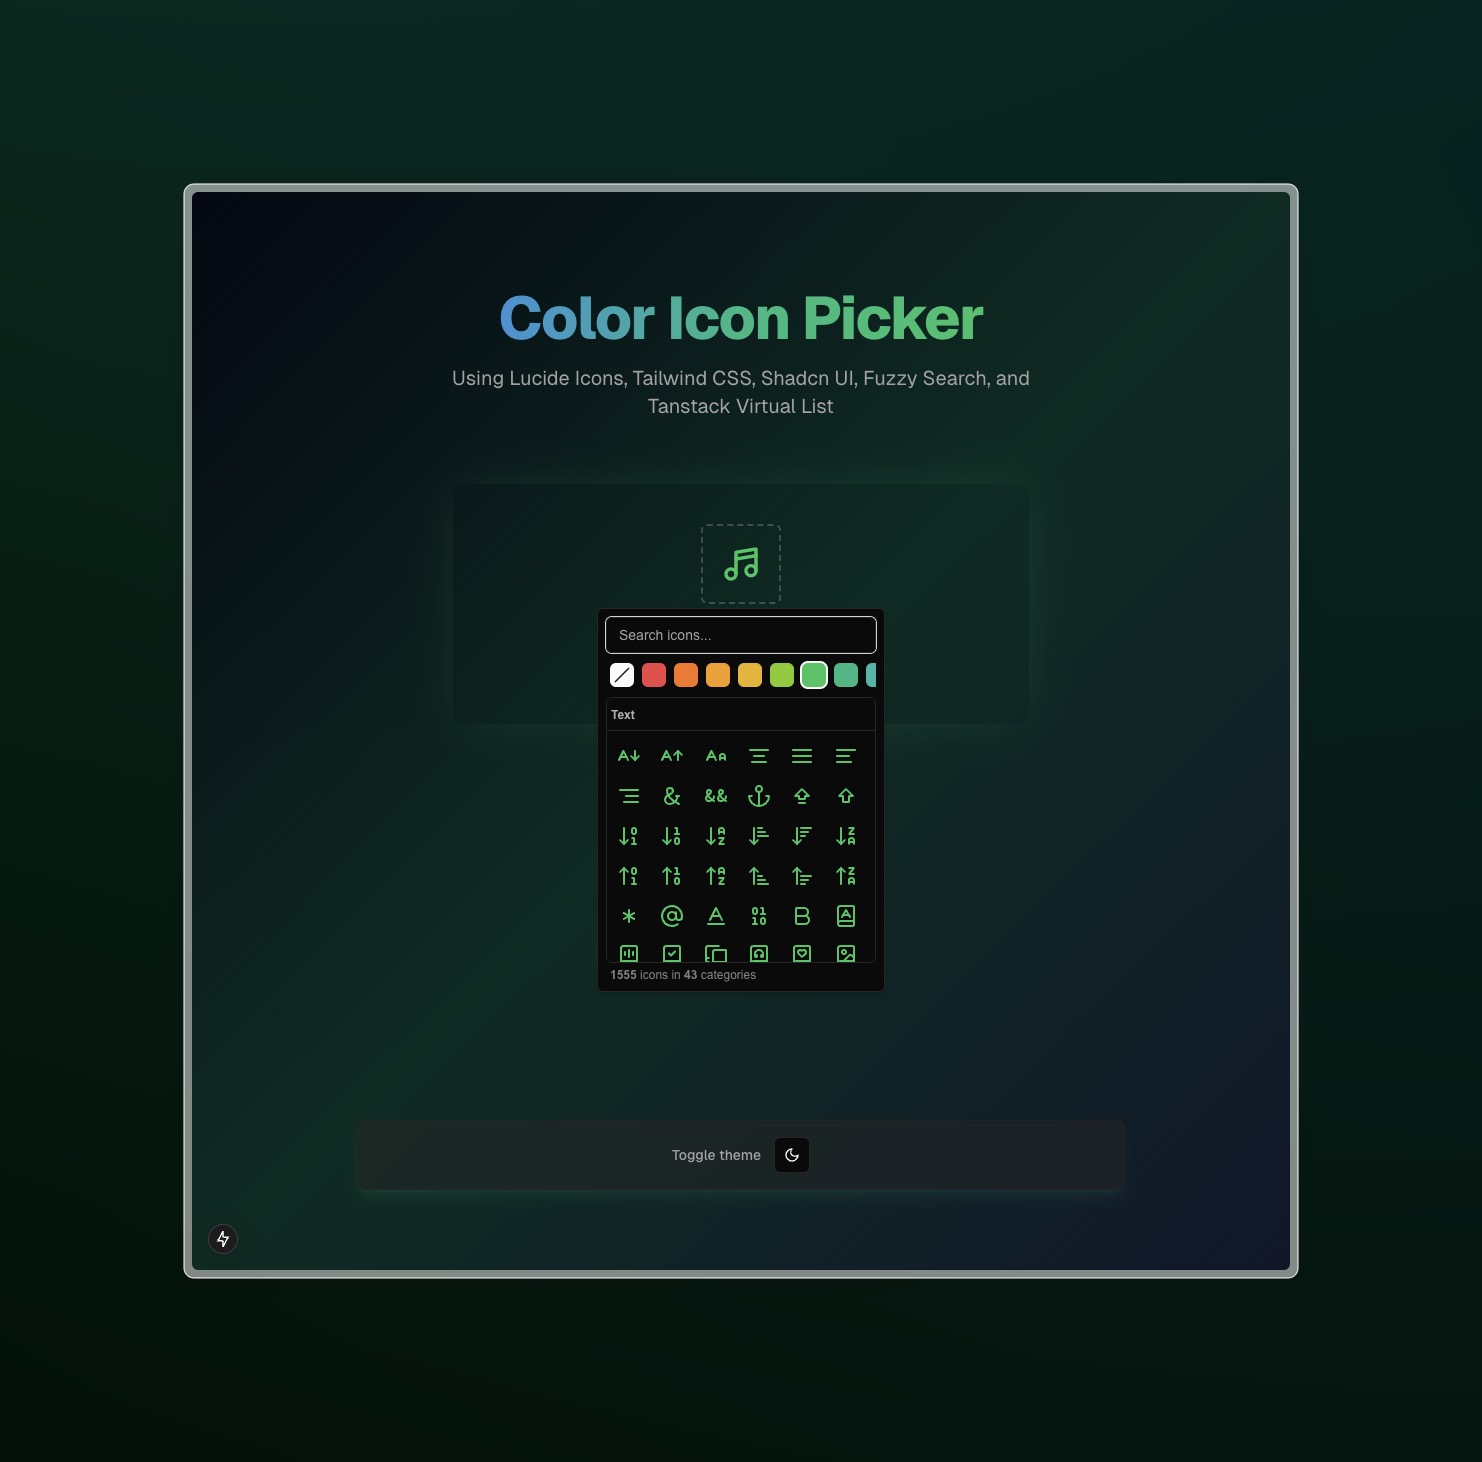 Color Icon Picker
Using Lucide Icons, Tailwind CSS, Shadcn UI, Fuzzy Search, and
Tanstack Virtual List
Search icons...
Text
1555 icons in 43 categories
Toggle theme